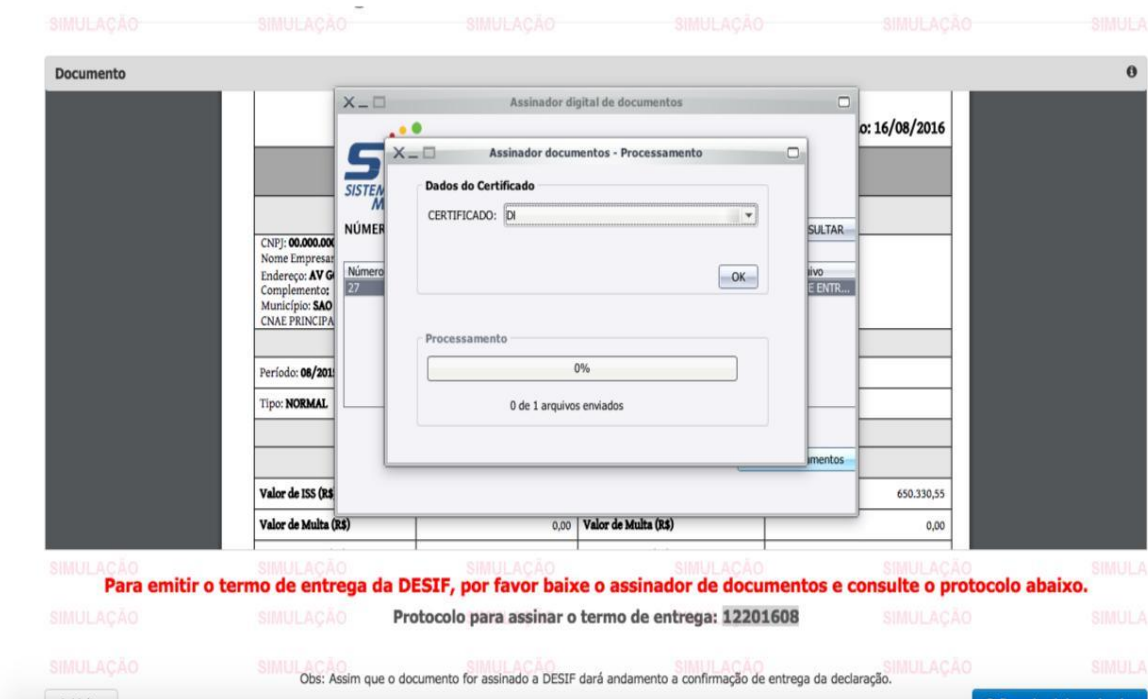 SIMULAÇÃO SIMULAÇÃO SIMULAÇÃO SIMULAÇÃO SIMULAÇÃO
Documento
Assinador digital de documentos
o: 16/08/2016
Assinador documentos - Processamento
SISTEM
M
Dados do Certificado
CERTIFICADO: DI
NÚMER
SULTAR
CNPJ: 00.000.000
Nome Empresar
Endereço: AV G
Complemento:
Município: SAO
CNAE PRINCIPA
Número
ivo
27
E ENTR...
OK
Processamento
0%
0 de 1 arquivos enviados
Período: 08/201
Tipo: NORMAL
mentos
Valor de ISS (R$
650.330,55
Valor de Multa (R$) 0,00 Valor de Multa (R$) 0,00
SIMULAÇÃO SIMULAÇÃO SIMULAÇÃO SIMULAÇÃO SIMULAÇÃO
Para emitir o termo de entrega da DESIF, por favor baixe o assinador de documentos e consulte o protocolo abaixo.
SIMULAÇÃO SIMULAÇÃO SIMULAÇÃO SIMULAÇÃO SIMULA
Protocolo para assinar o termo de entrega: 12201608
SIMULAÇÃO SIMULAÇÃO SIMULAÇÃO SIMULAÇÃO SIMULA
Obs: Assim que o documento for assinado a DESIF dará andamento a confirmação de entrega da declaração.